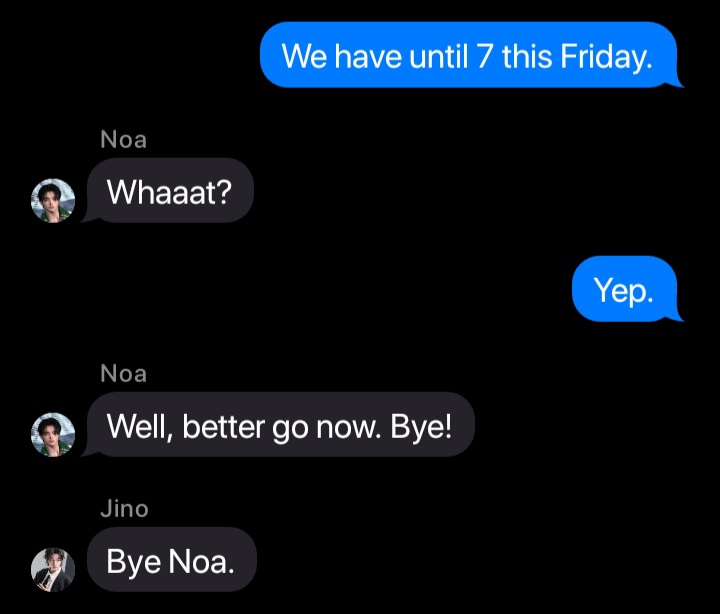 We have until 7 this Friday.
Noa
Whaaat?
Yep.
Noa
Well, better go now. Bye!
Jino
Bye Noa.